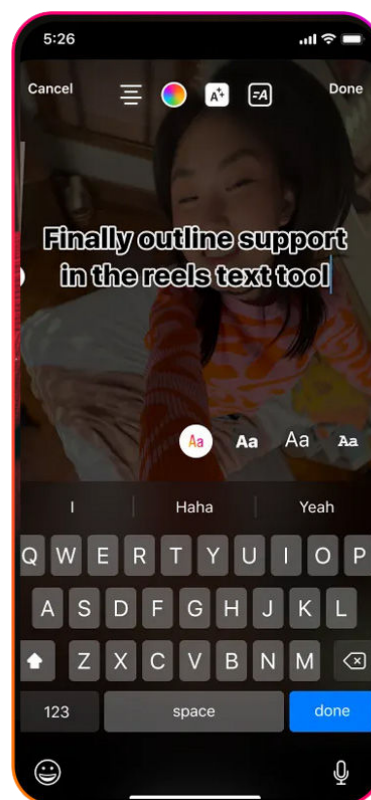 5:26
Cancel
A
A
Done
Finally outline support
in the reels text tool
Aa Aa Aa Aa
I Haha Yeah
Q W E R T Y U I O P
A S D F G H J K L
Z X C V B N M
123 space done